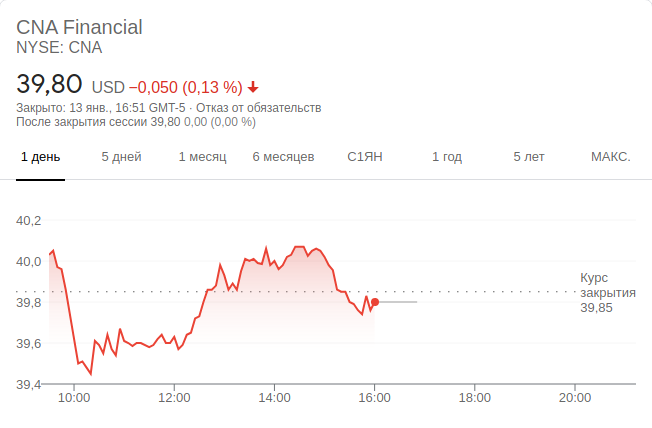 CNA Financial
NYSE: CNA
39,80 USD −0,050 (0,13 %)
Закрыто: 13 янв., 16:51 GMT-5 · Отказ от обязательств
После закрытия сессии 39,80 0,00 (0,00 %)
1 день 5 дней 1 месяц 6 месяцев С1ЯН 1 год 5 лет МАКС.
40,2
40,0
Курс
закрытия
39,8
39,85
39,6
39,4
10:00 12:00 14:00 16:00 18:00 20:00